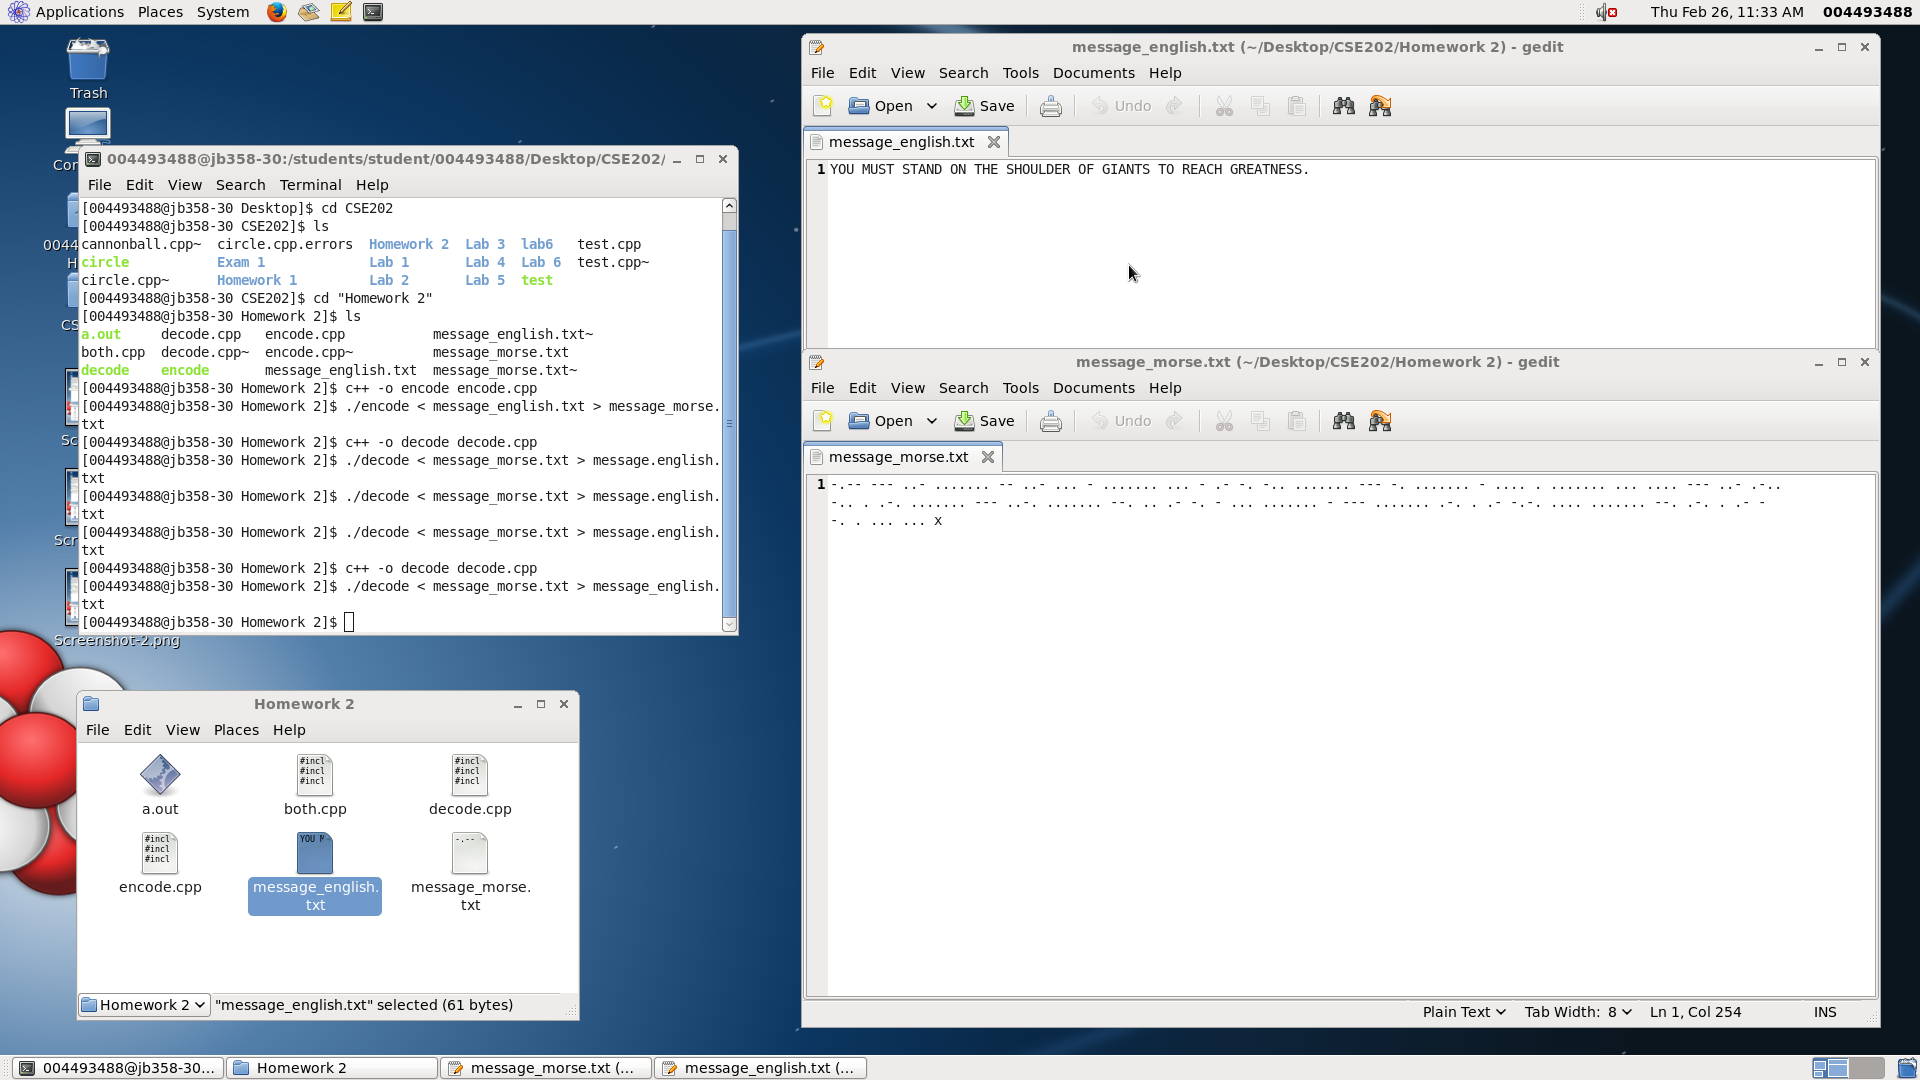 Applications Places System
Thu Feb 26, 11:33 AM 004493488
Trash
Con
0044
H
CS
Sc
Scr
Screenshot-2.png
004493488@jb358-30:/students/student/004493488/Desktop/CSE202/
File Edit View Search Terminal Help
[004493488@jb358-30 Desktop]$ cd CSE202
[004493488@jb358-30 CSE202]$ ls
cannonball.cpp~ circle.cpp.errors Homework 2 Lab 3 lab6 test.cpp
circle Exam 1 Lab 1 Lab 4 Lab 6 test.cpp~
circle.cpp~ Homework 1 Lab 2 Lab 5 test
[004493488@jb358-30 CSE202]$ cd "Homework 2"
[004493488@jb358-30 Homework 2]$ ls
a.out decode.cpp encode.cpp message_english.txt~
both.cpp decode.cpp~ encode.cpp~ message_morse.txt
decode encode message_english.txt message_morse.txt~
[004493488@jb358-30 Homework 2]$ c++ -o encode encode.cpp
[004493488@jb358-30 Homework 2]$ ./encode < message_english.txt > message_morse.
txt
[004493488@jb358-30 Homework 2]$ c++ -o decode decode.cpp
[004493488@jb358-30 Homework 2]$ ./decode < message_morse.txt > message.english.
txt
[004493488@jb358-30 Homework 2]$ ./decode < message_morse.txt > message.english.
txt
[004493488@jb358-30 Homework 2]$ ./decode < message_morse.txt > message.english.
txt
[004493488@jb358-30 Homework 2]$ c++ -o decode decode.cpp
[004493488@jb358-30 Homework 2]$ ./decode < message_morse.txt > message_english.
txt
[004493488@jb358-30 Homework 2]$
Homework 2
File Edit View Places Help
#incl
#incl
#incl
#incl
#incl
#incl
a.out both.cpp decode.cpp
#incl
#incl
#incl
YOU M
-.--
encode.cpp message_english.txt message_morse.txt
Homework 2 "message_english.txt" selected (61 bytes)
message_english.txt (~/Desktop/CSE202/Homework 2) - gedit
File Edit View Search Tools Documents Help
Open Save Undo
message_english.txt
1 YOU MUST STAND ON THE SHOULDER OF GIANTS TO REACH GREATNESS.
message_morse.txt (~/Desktop/CSE202/Homework 2) - gedit
File Edit View Search Tools Documents Help
Open Save Undo
message_morse.txt
1 -.-- --- ..- ....... -- ..- ... - ....... ... - .- -. -.. ....... --- -. ....... - .... . ....... ... .... --- ..- .-..
-.. . .-. ....... --- ..-. ....... --. .. .- -. - ... ....... - --- ....... .-. . .- -.-. .... ....... --. .-. . .- -
-. . ... ... x
Plain Text Tab Width: 8 Ln 1, Col 254 INS
004493488@jb358-30... Homework 2 message_morse.txt (... message_english.txt (...